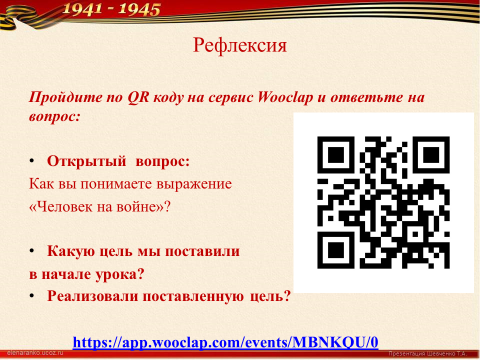 1941 - 1945
Рефлексия
Пройдите по QR коду на сервис Wooclap и ответьте на
вопрос:
• Открытый вопрос:
Как вы понимаете выражение
«Человек на войне»?
• Какую цель мы поставили
в начале урока?
• Реализовали поставленную цель?
https://app.wooclap.com/events/MBNKQU/0
elenaranko.ucoz.ru
Презентация Шевченко Т.А.